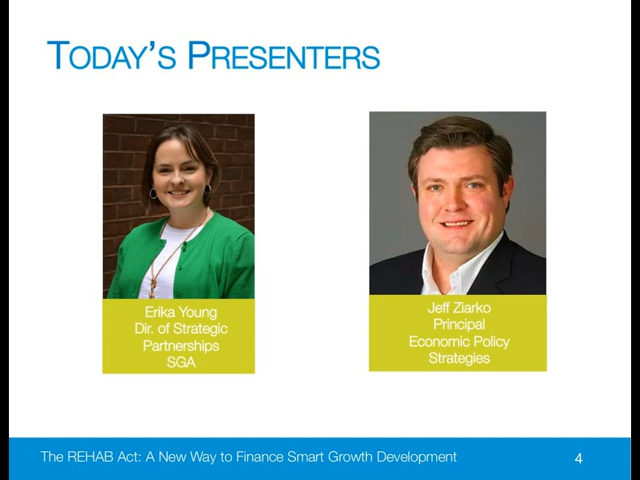 TODAY'S PRESENTERS
Erika Young
Dir. of Strategic
Partnerships
SGA
Jeff Ziarko
Principal
Economic Policy
Strategies
The REHAB Act: A New Way to Finance Smart Growth Development
4